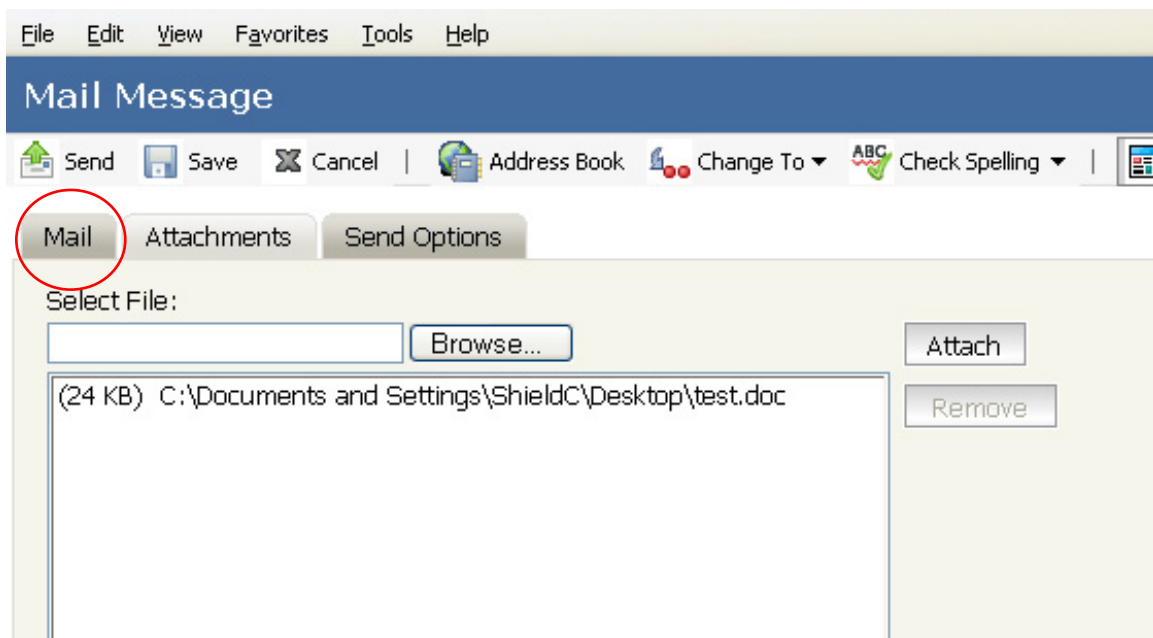 File Edit View Favorites Tools Help
Mail Message
Send Save Cancel | Address Book Change To ABC Check Spelling |
Mail Attachments Send Options
Select File:
Browse... Attach
(24 KB) C:\Documents and Settings\ShieldC\Desktop\test.doc
Remove